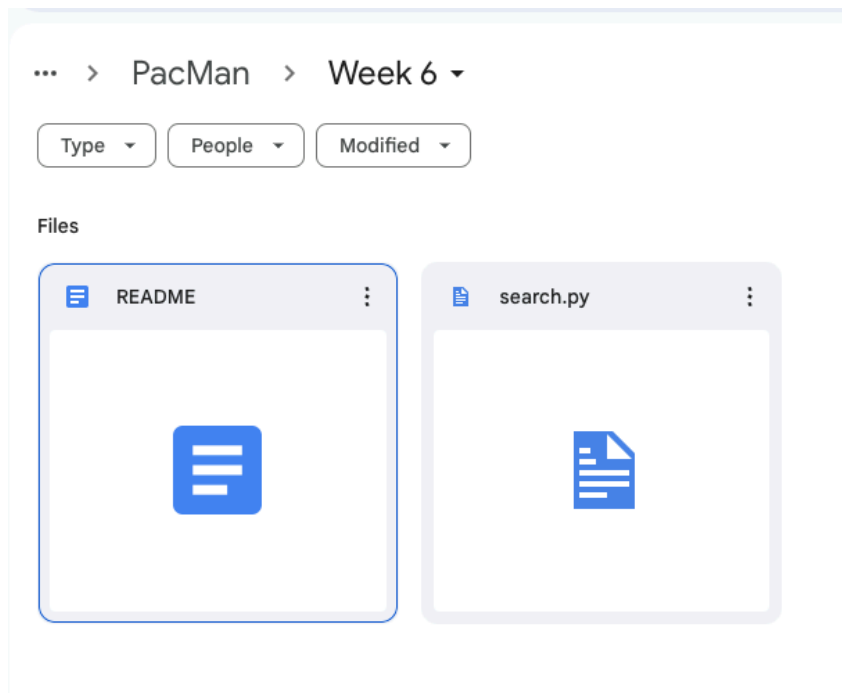 ... > PacMan > Week 6
Type People Modified
Files
README search.py